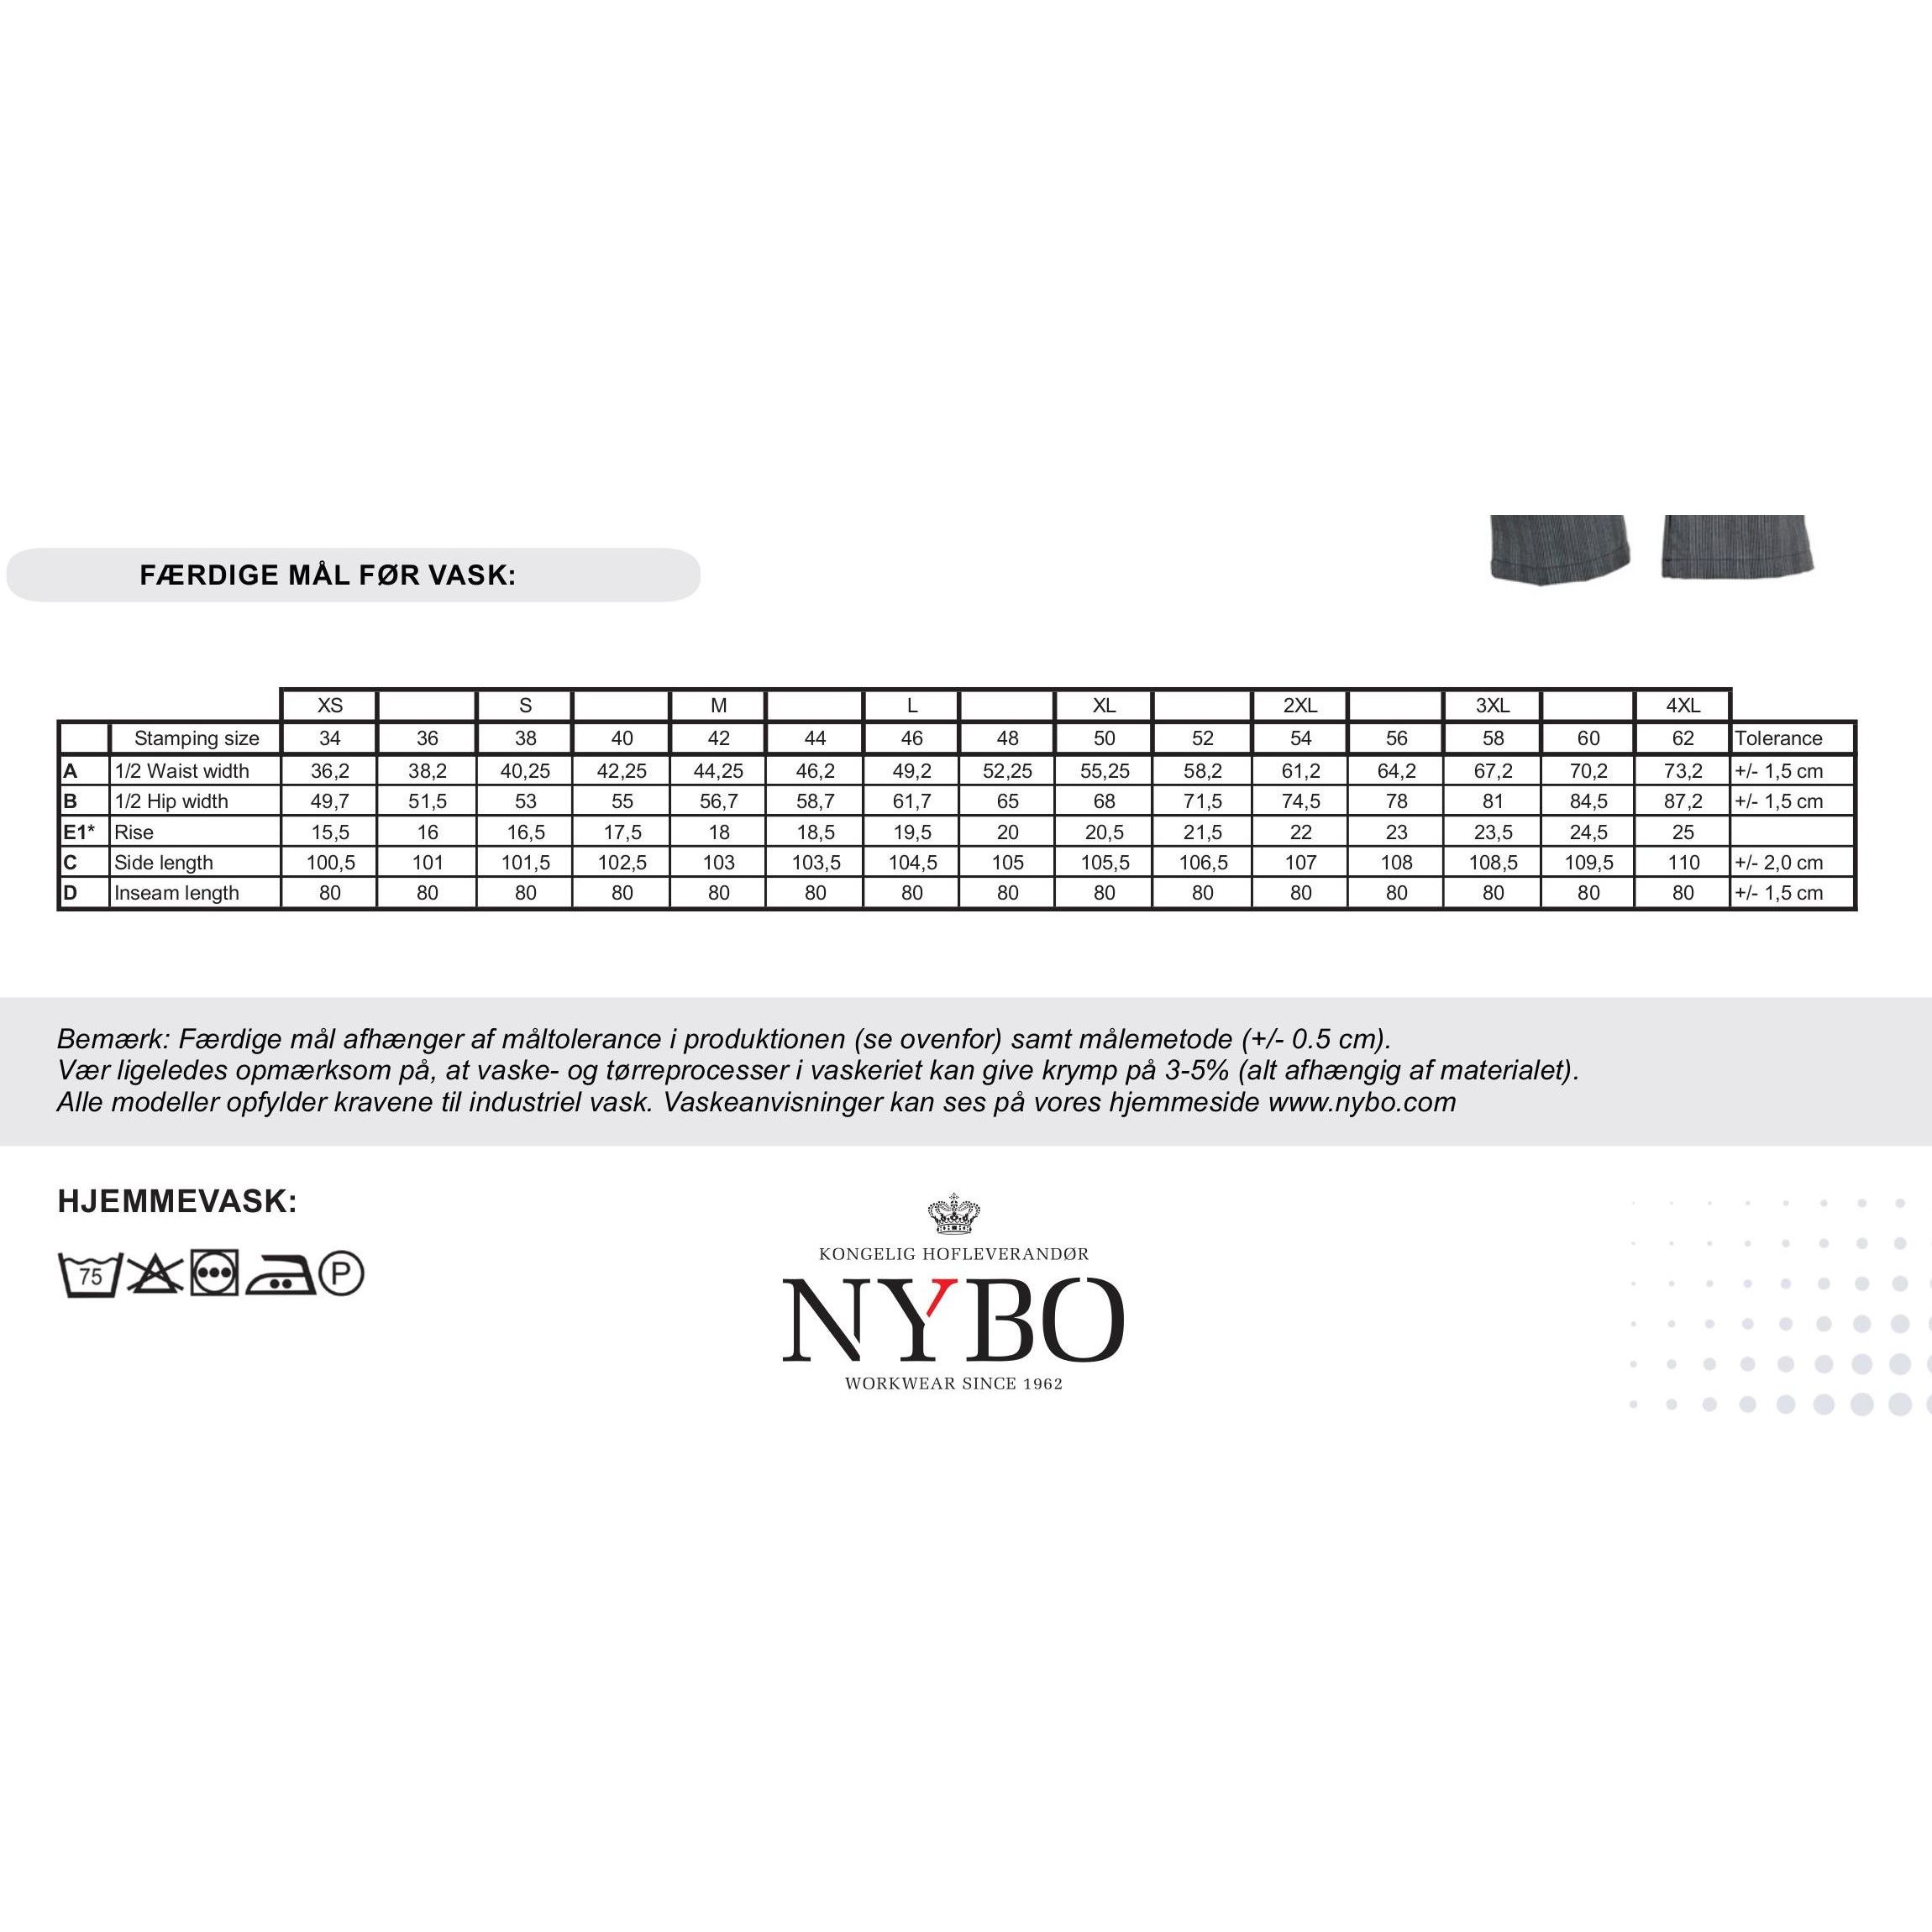 FÆRDIGE MÅL FØR VASK:
XS S M L XL 2XL 3XL 4XL
Stamping size 34 36 38 40 42 44 46 48 50 52 54 56 58 60 62 Tolerance
A 1/2 Waist width 36,2 38,2 40,25 42,25 44,25 46,2 49,2 52,25 55,25 58,2 61,2 64,2 67,2 70,2 73,2 +/- 1,5 cm
B 1/2 Hip width 49,7 51,5 53 55 56,7 58,7 61,7 65 68 71,5 74,5 78 81 84,5 87,2 +/- 1,5 cm
E1* Rise 15,5 16 16,5 17,5 18 18,5 19,5 20 20,5 21,5 22 23 23,5 24,5 25
C Side length 100,5 101 101,5 102,5 103 103,5 104,5 105 105,5 106,5 107 108 108,5 109,5 110 +/- 2,0 cm
D Inseam length 80 80 80 80 80 80 80 80 80 80 80 80 80 80 80 +/- 1,5 cm
Bemærk: Færdige mål afhænger af måltolerance i produktionen (se ovenfor) samt målemetode (+/- 0.5 cm).
Vær ligeledes opmærksom på, at vaske- og tørreprocesser i vaskeriet kan give krymp på 3-5% (alt afhængig af materialet).
Alle modeller opfylder kravene til industriel vask. Vaskeanvisninger kan ses på vores hjemmeside www.nybo.com
HJEMMEVASK:
75 P
KONGELIG HOFLEVERANDØR
NYBO
WORKWEAR SINCE 1962